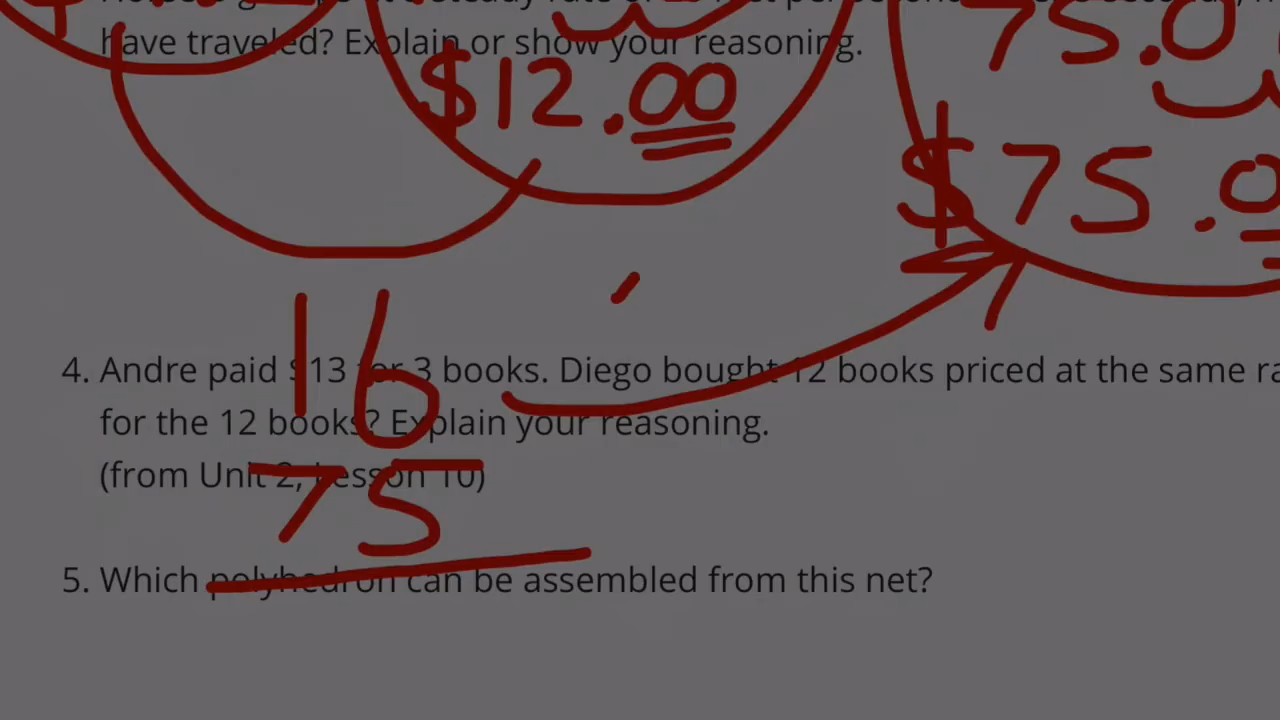 have traveled? Explain or show your reasoning.
$12.00
75.0
$75.0
16
4. Andre paid $13 for 3 books. Diego bought 12 books priced at the same
for the 12 books? Explain your reasoning.
(from Unit 2, Lesson 10)
75
5. Which polyhedron can be assembled from this net?